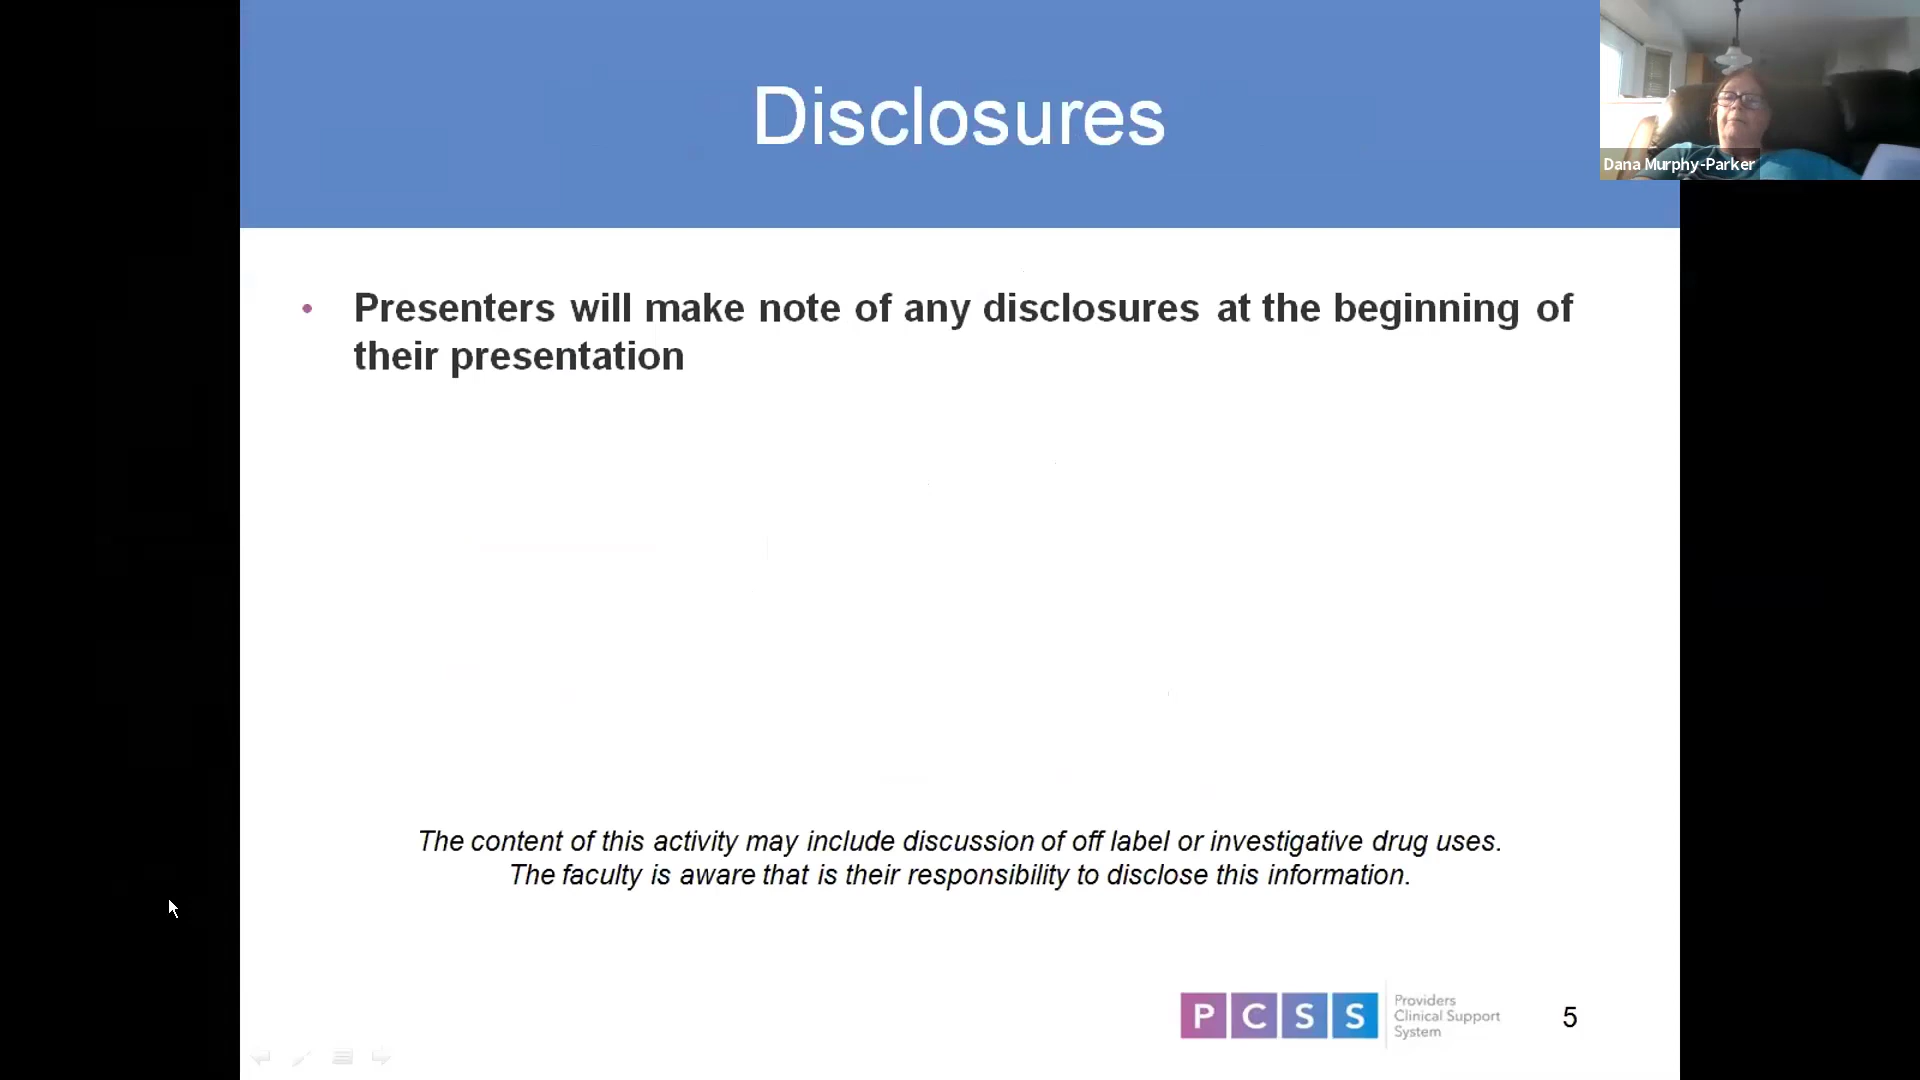 Disclosures
Dana Murphy-Parker
• Presenters will make note of any disclosures at the beginning of
their presentation
The content of this activity may include discussion of off label or investigative drug uses.
The faculty is aware that is their responsibility to disclose this information.
PCSS
Providers
Clinical Support
System
5